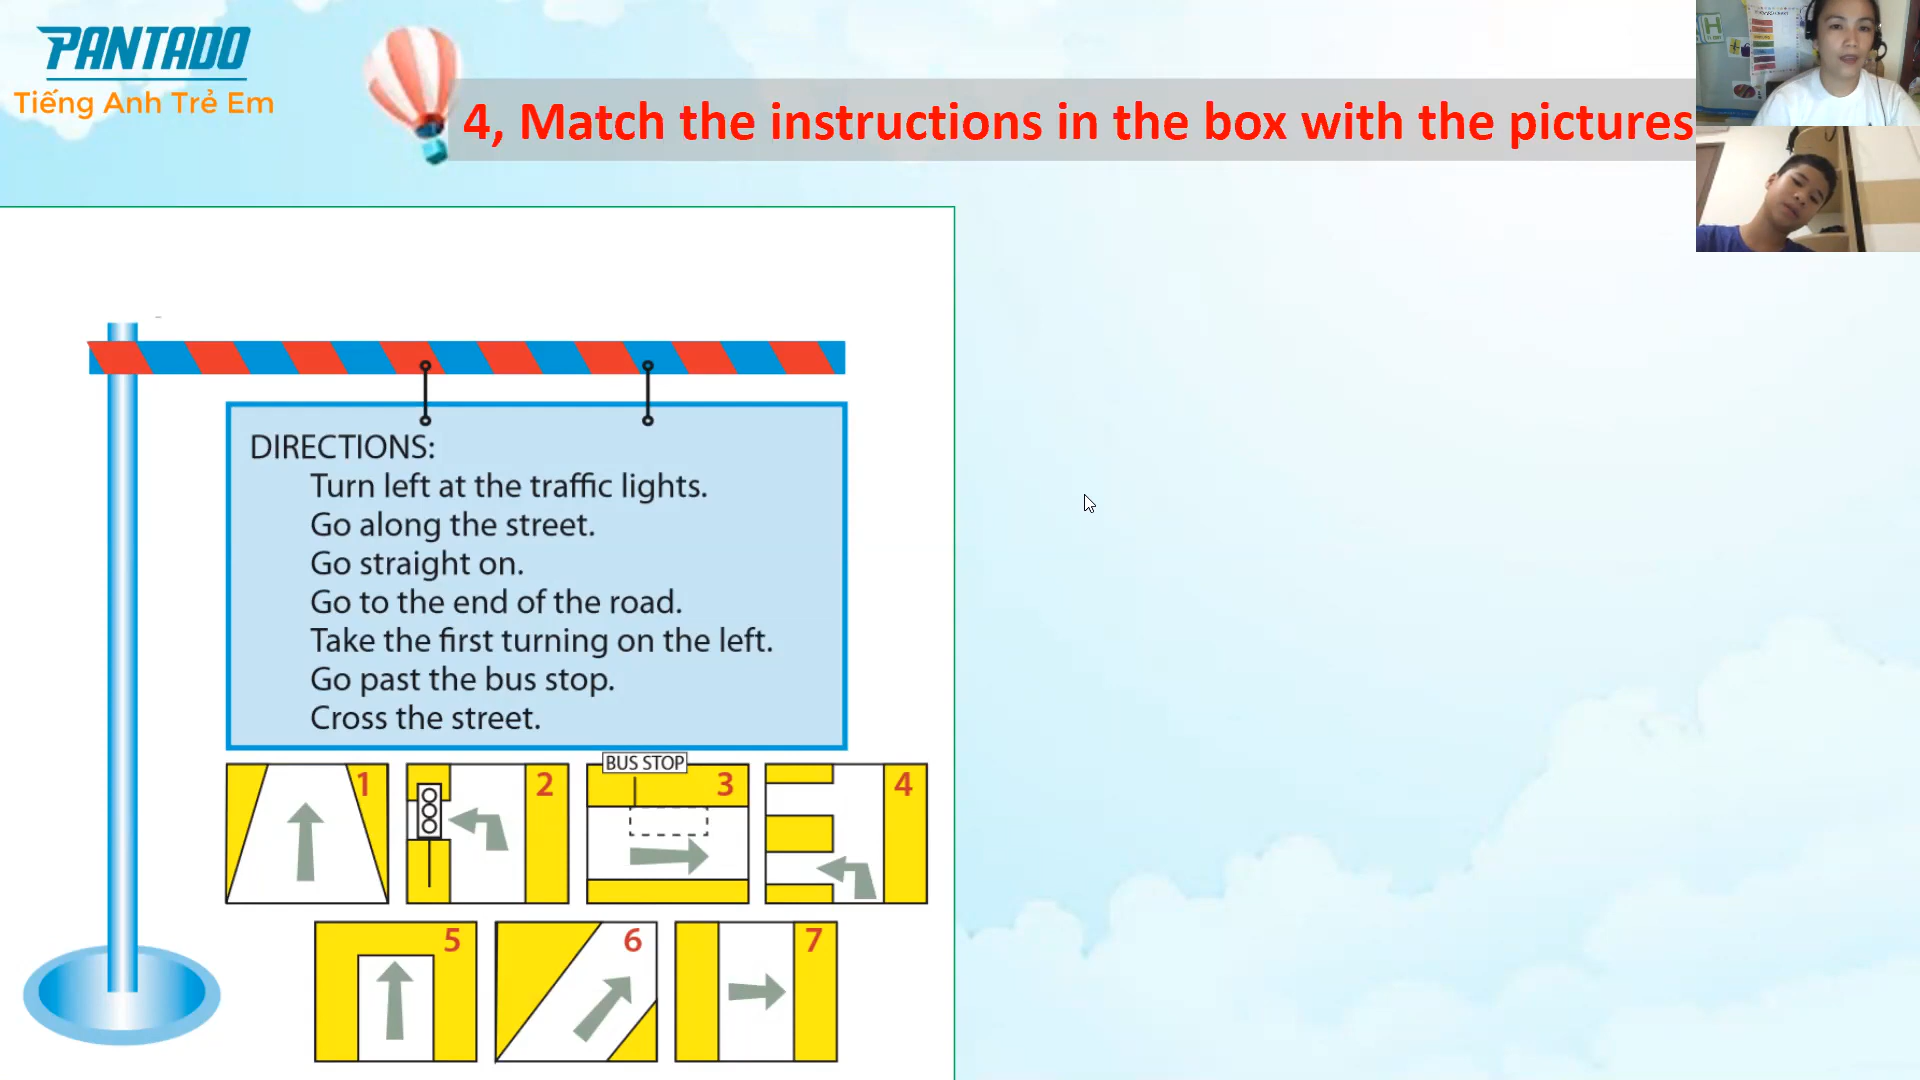 PANTADO
Tiếng Anh Trẻ Em
4, Match the instructions in the box with the pictures
DIRECTIONS:
Turn left at the traffic lights.
Go along the street.
Go straight on.
Go to the end of the road.
Take the first turning on the left.
Go past the bus stop.
Cross the street.
1
2
BUS STOP
3
4
5
6
7
H